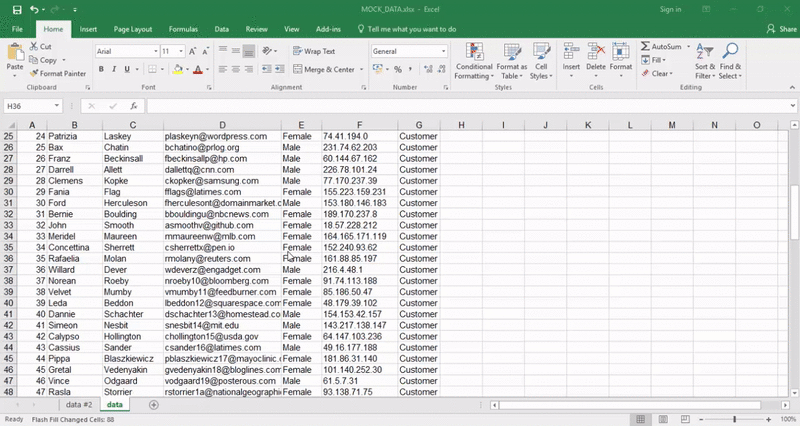 MOCK_DATA.xlsx - Excel
Sign in
File Home Insert Page Layout Formulas Data Review View Add-ins Team Tell me what you want to do Share
Cut
Copy
Format Painter
Paste
Clipboard
Arial 11
B I U
Font
Wrap Text
Merge & Center
Alignment
General
Number
Conditional Formatting
Format as Table
Cell Styles
Styles
Insert Delete Format
Cells
AutoSum
Fill
Clear
Sort & Filter
Find & Select
Editing
H36 fx
A B C D E F G H I J K L M N O
25 24 Patrizia Laskey plaskeyn@wordpress.com Female 74.41.194.0 Customer
26 25 Bax Chatin bchatino@prlog.org Male 231.74.62.203 Customer
27 26 Franz Beckinsall fbeckinsallp@hp.com Male 60.144.67.162 Customer
28 27 Darrell Allett dallettq@cnn.com Male 226.78.101.24 Customer
29 28 Clemens Kopke ckopker@samsung.com Male 77.170.237.39 Customer
30 29 Fania Flag fflags@latimes.com Female 155.223.159.231 Customer
31 30 Ford Herculeson fherculesont@domainmarket.c Male 153.180.146.183 Customer
32 31 Bernie Boulding bbouldingu@nbcnews.com Female 189.170.237.8 Customer
33 32 John Smooth asmoothv@github.com Female 18.57.228.212 Customer
34 33 Meridel Maureen mmaureenw@mlb.com Female 164.165.171.119 Customer
35 34 Concettina Sherrett csherrettx@pen.io Female 152.240.93.62 Customer
36 35 Rafaelia Molan rmolany@reuters.com Female 161.88.85.197 Customer
37 36 Willard Dever wdeverz@engadget.com Male 216.4.48.1 Customer
38 37 Norean Roeby nroeby10@bloomberg.com Female 91.74.113.188 Customer
39 38 Velvet Mumby vmumby11@feedburner.com Female 85.186.50.47 Customer
40 39 Leda Beddon lbeddon12@squarespace.com Female 48.179.39.102 Customer
41 40 Dannie Schachter dschachter13@homestead.c Male 154.153.42.157 Customer
42 41 Simeon Nesbit snesbit14@mit.edu Male 143.217.138.147 Customer
43 42 Calypso Hollington chollington15@usda.gov Female 64.147.103.236 Customer
44 43 Cassius Sander csander16@latimes.com Male 49.16.177.188 Customer
45 44 Pippa Blaszkiewicz pblaszkiewicz17@mayoclinic. Female 181.86.31.140 Customer
46 45 Gretal Vedenyakin gvedenyakin18@bloglines.com Female 101.140.252.30 Customer
47 46 Vince Odgaard vodgaard19@posterous.com Male 61.5.7.31 Customer
48 47 Rasla Storrier rstorrier1a@nationalgeographi Female 93.138.71.75 Customer
data #2 data
Ready Flash Fill Changed Cells: 88 100%